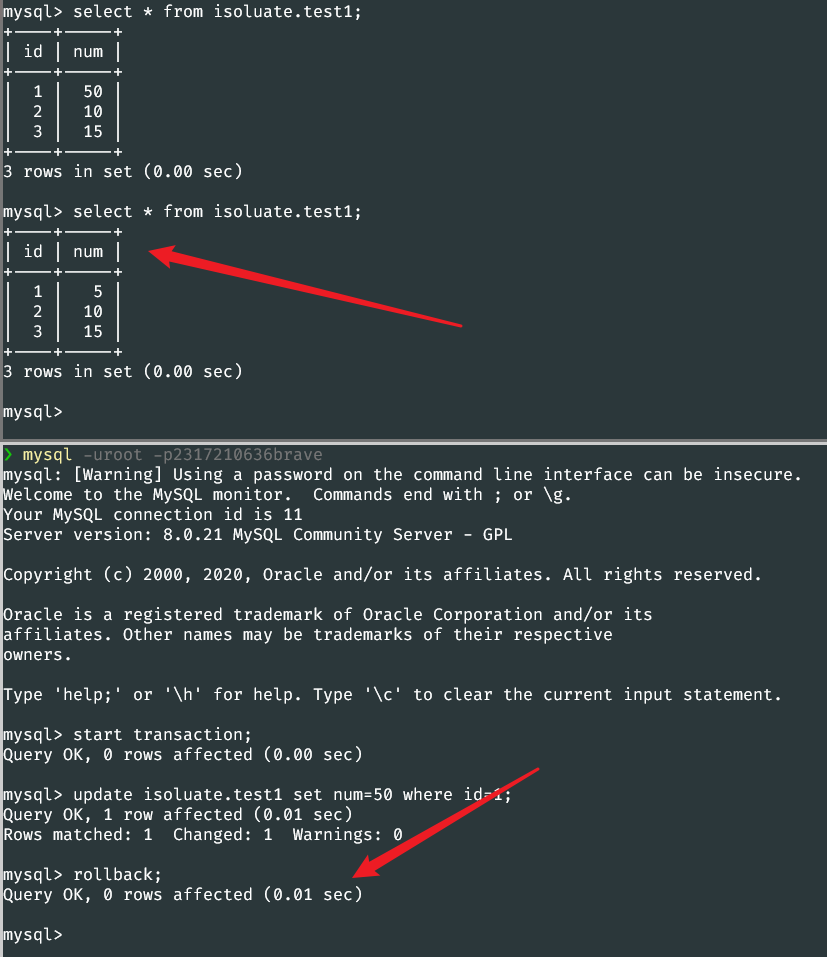 mysql> select * from isoluate.test1;
+----+-----+
| id | num |
+----+-----+
| 1 | 50 |
| 2 | 10 |
| 3 | 15 |
+----+-----+
3 rows in set (0.00 sec)
mysql> select * from isoluate.test1;
+----+-----+
| id | num |
+----+-----+
| 1 | 5 |
| 2 | 10 |
| 3 | 15 |
+----+-----+
3 rows in set (0.00 sec)
mysql>
❯ mysql -uroot -p2317210636brave
mysql: [Warning] Using a password on the command line interface can be insecure.
Welcome to the MySQL monitor.  Commands end with ; or \g.
Your MySQL connection id is 11
Server version: 8.0.21 MySQL Community Server - GPL
Copyright (c) 2000, 2020, Oracle and/or its affiliates. All rights reserved.
Oracle is a registered trademark of Oracle Corporation and/or its
affiliates. Other names may be trademarks of their respective
owners.
Type 'help;' or '\h' for help. Type '\c' to clear the current input statement.
mysql> start transaction;
Query OK, 0 rows affected (0.00 sec)
mysql> update isoluate.test1 set num=50 where id=1;
Query OK, 1 row affected (0.01 sec)
Rows matched: 1  Changed: 1  Warnings: 0
mysql> rollback;
Query OK, 0 rows affected (0.01 sec)
mysql>